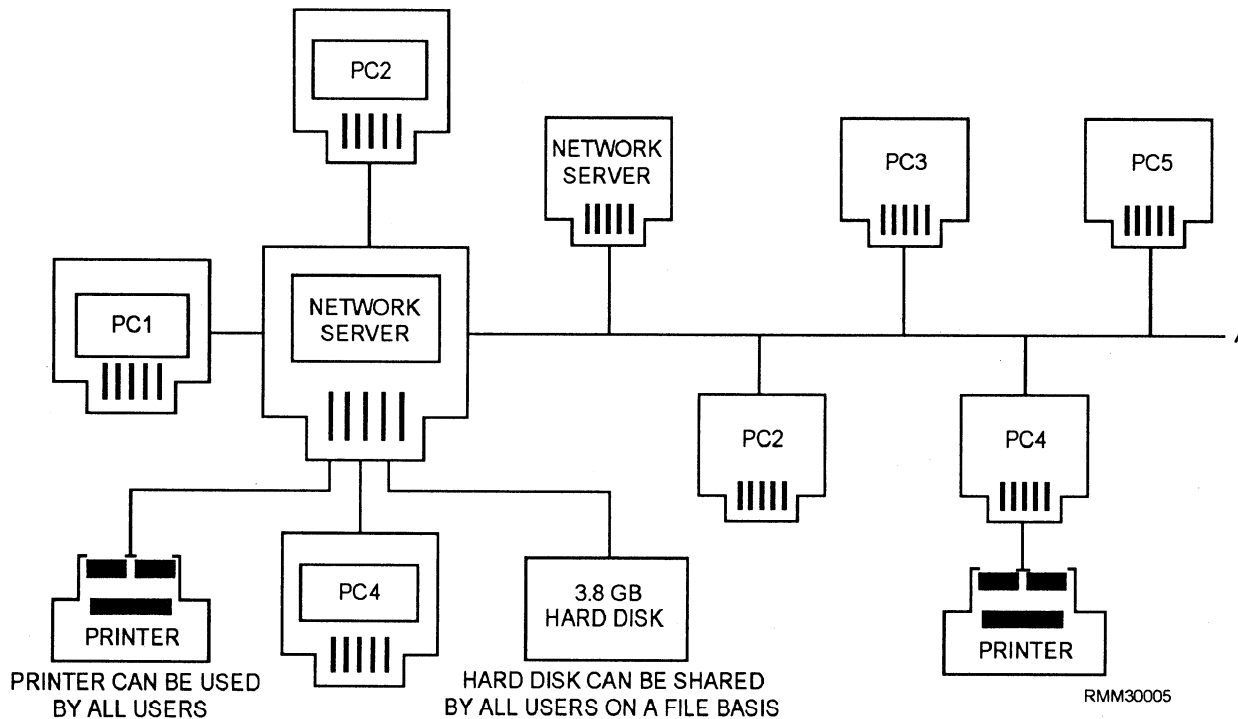 PC2
NETWORK
SERVER
PC3
PC5
PC1
NETWORK
SERVER
PC2
PC4
PRINTER
PC4
3.8 GB
HARD DISK
PRINTER
PRINTER CAN BE USED
BY ALL USERS
HARD DISK CAN BE SHARED
BY ALL USERS ON A FILE BASIS
RMM30005